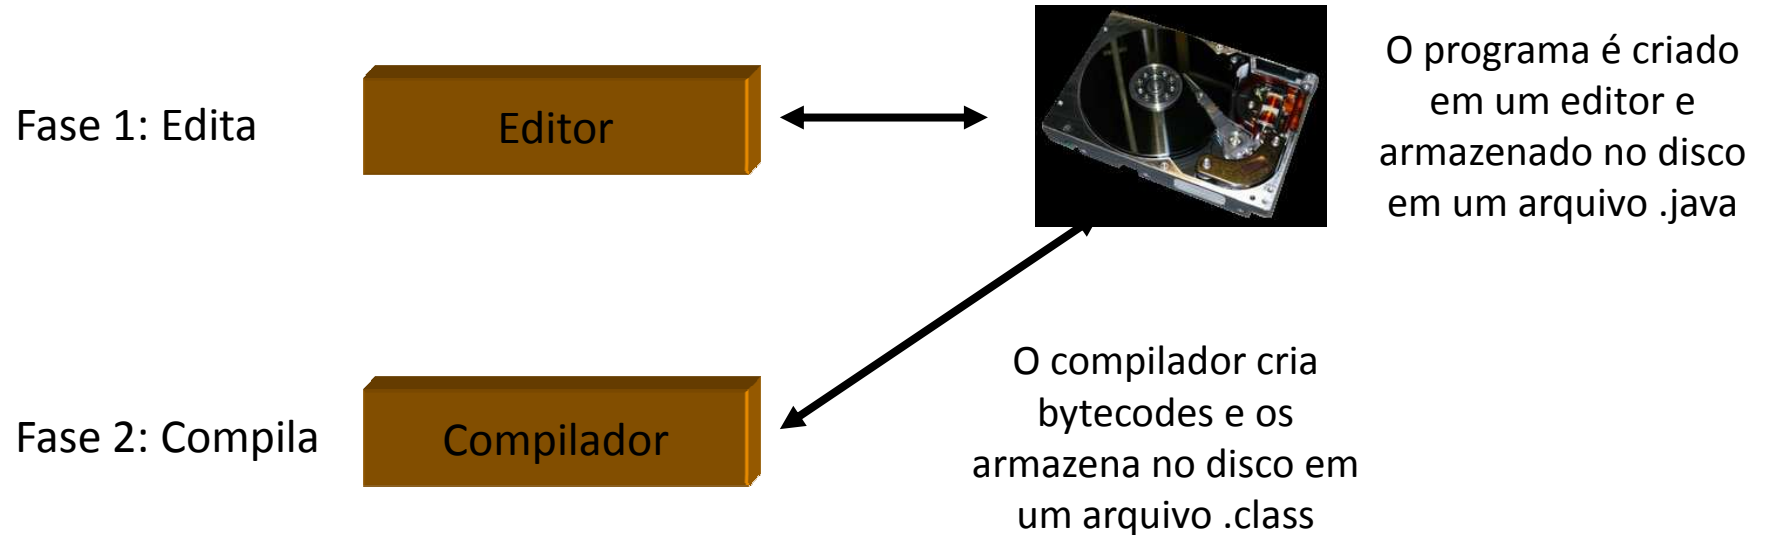 Fase 1: Edita
Editor
O programa é criado
em um editor e
armazenado no disco
em um arquivo .java
Fase 2: Compila
Compilador
O compilador cria
bytecodes e os
armazena no disco em
um arquivo .class